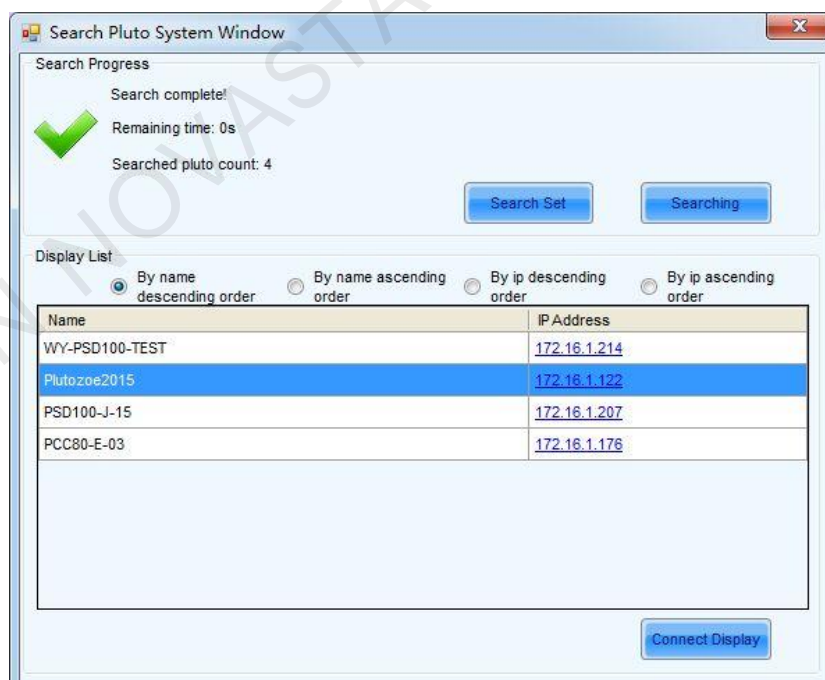 Search Pluto System Window
Search Progress
Search complete!
Remaining time: 0s
Searched pluto count: 4
Search Set
Searching
Display List
By name
descending order
By name ascending
order
By ip descending
order
By ip ascending
order
Name IP Address
WY-PSD100-TEST 172.16.1.214
Plutozoe2015 172.16.1.122
PSD100-J-15 172.16.1.207
PCC80-E-03 172.16.1.176
Connect Display
N NOVASTA